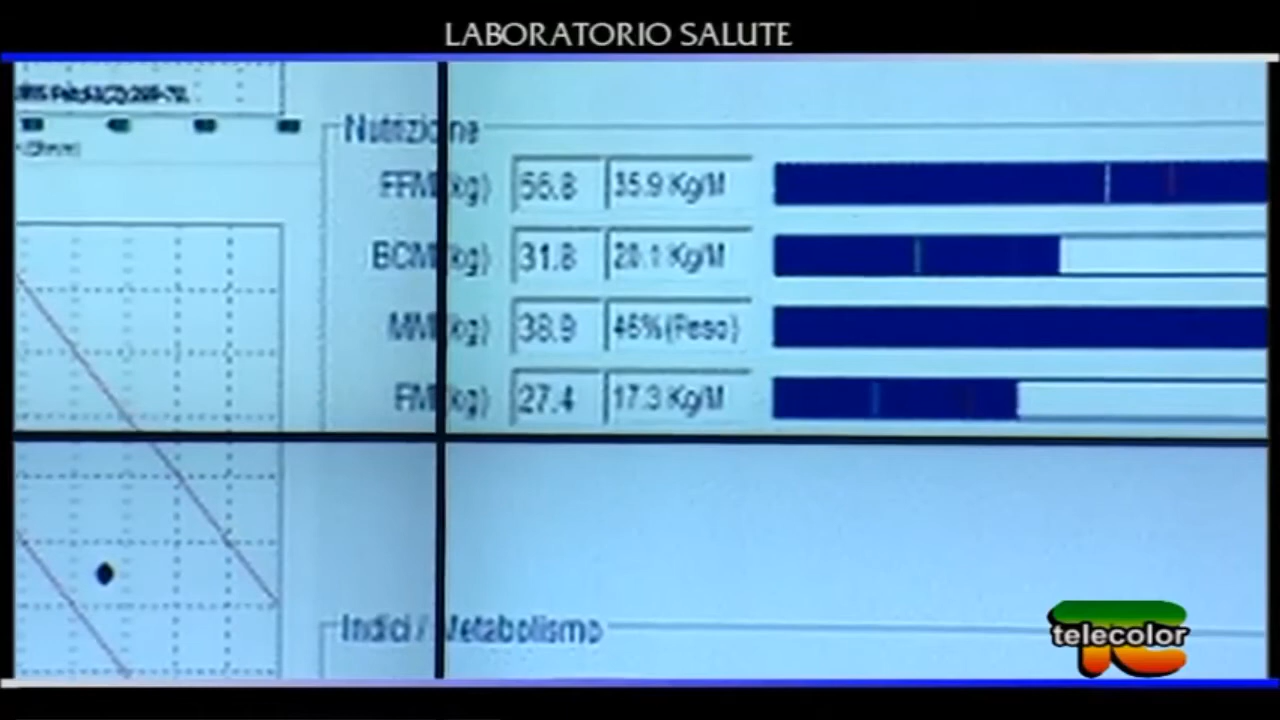 LABORATORIO SALUTE
Nutrizione
FFM (kg) 56.8 35.9 Kg/M
BCM (kg) 31.8 20.1 Kg/M
MM (kg) 38.9 46% (Peso)
FM (kg) 27.4 17.3 Kg/M
Indici / Metabolismo
telecolor